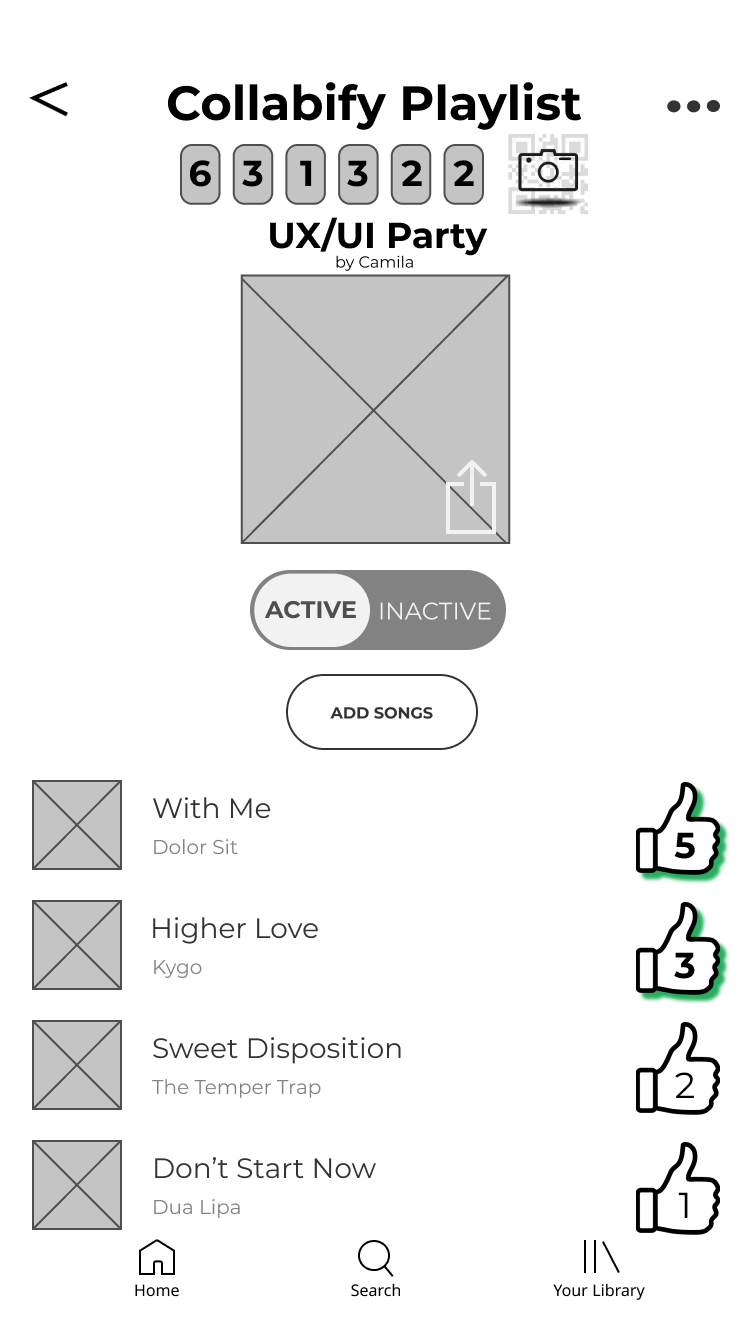 Collabify Playlist
6 3 1 3 2 2
UX/UI Party
by Camila
ACTIVE INACTIVE
ADD SONGS
With Me
Dolor Sit
5
Higher Love
Kygo
3
Sweet Disposition
The Temper Trap
2
Don’t Start Now
Dua Lipa
1
Home Search Your Library